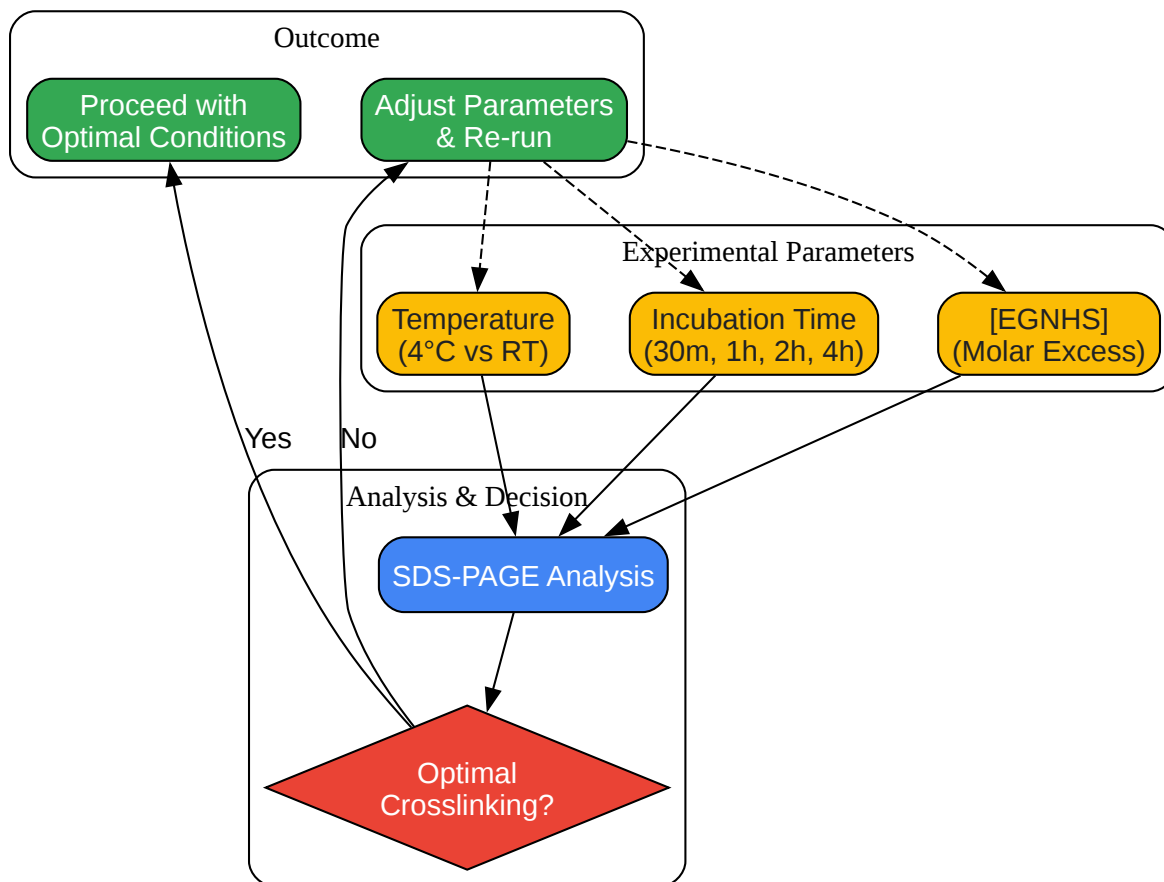 Outcome
Proceed with
Optimal Conditions
Adjust Parameters
& Re-run
Experimental Parameters
Temperature
(4°C vs RT)
Incubation Time
(30m, 1h, 2h, 4h)
[EGNHS]
(Molar Excess)
Yes
No
Analysis & Decision
SDS-PAGE Analysis
Optimal
Crosslinking?